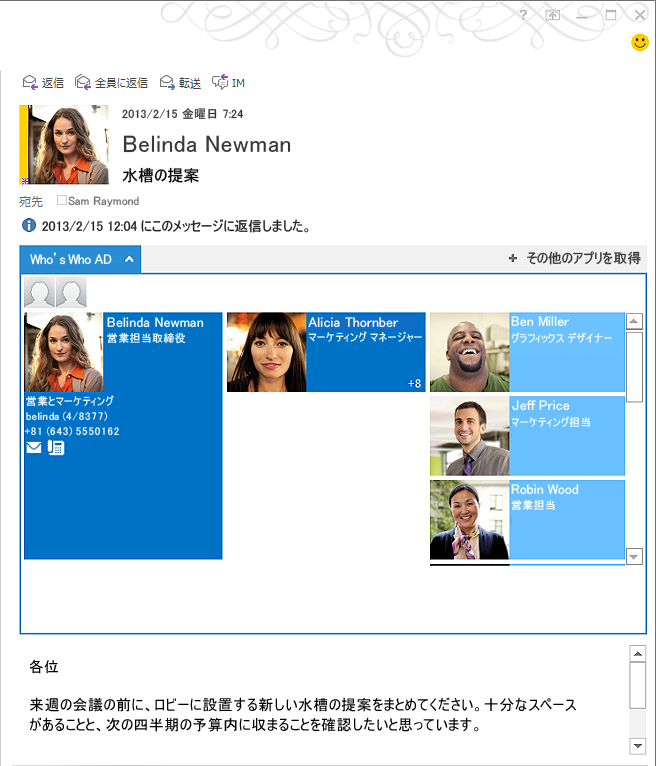 ?
返信 全員に返信 転送 IM
2013/2/15 金曜日 7:24
Belinda Newman
水槽の提案
宛先 Sam Raymond
2013/2/15 12:04 にこのメッセージに返信しました。
Who's Who AD
+ その他のアプリを取得
Belinda Newman
営業担当取締役
営業とマーケティング
belinda (4/8377)
+81 (643) 5550162
Alicia Thornber
マーケティング マネージャー
+8
Ben Miller
グラフィックス デザイナー
Jeff Price
マーケティング担当
Robin Wood
営業担当
各位
来週の会議の前に、ロビーに設置する新しい水槽の提案をまとめてください。十分なスペース
があることと、次の四半期の予算内に収まることを確認したいと思っています。